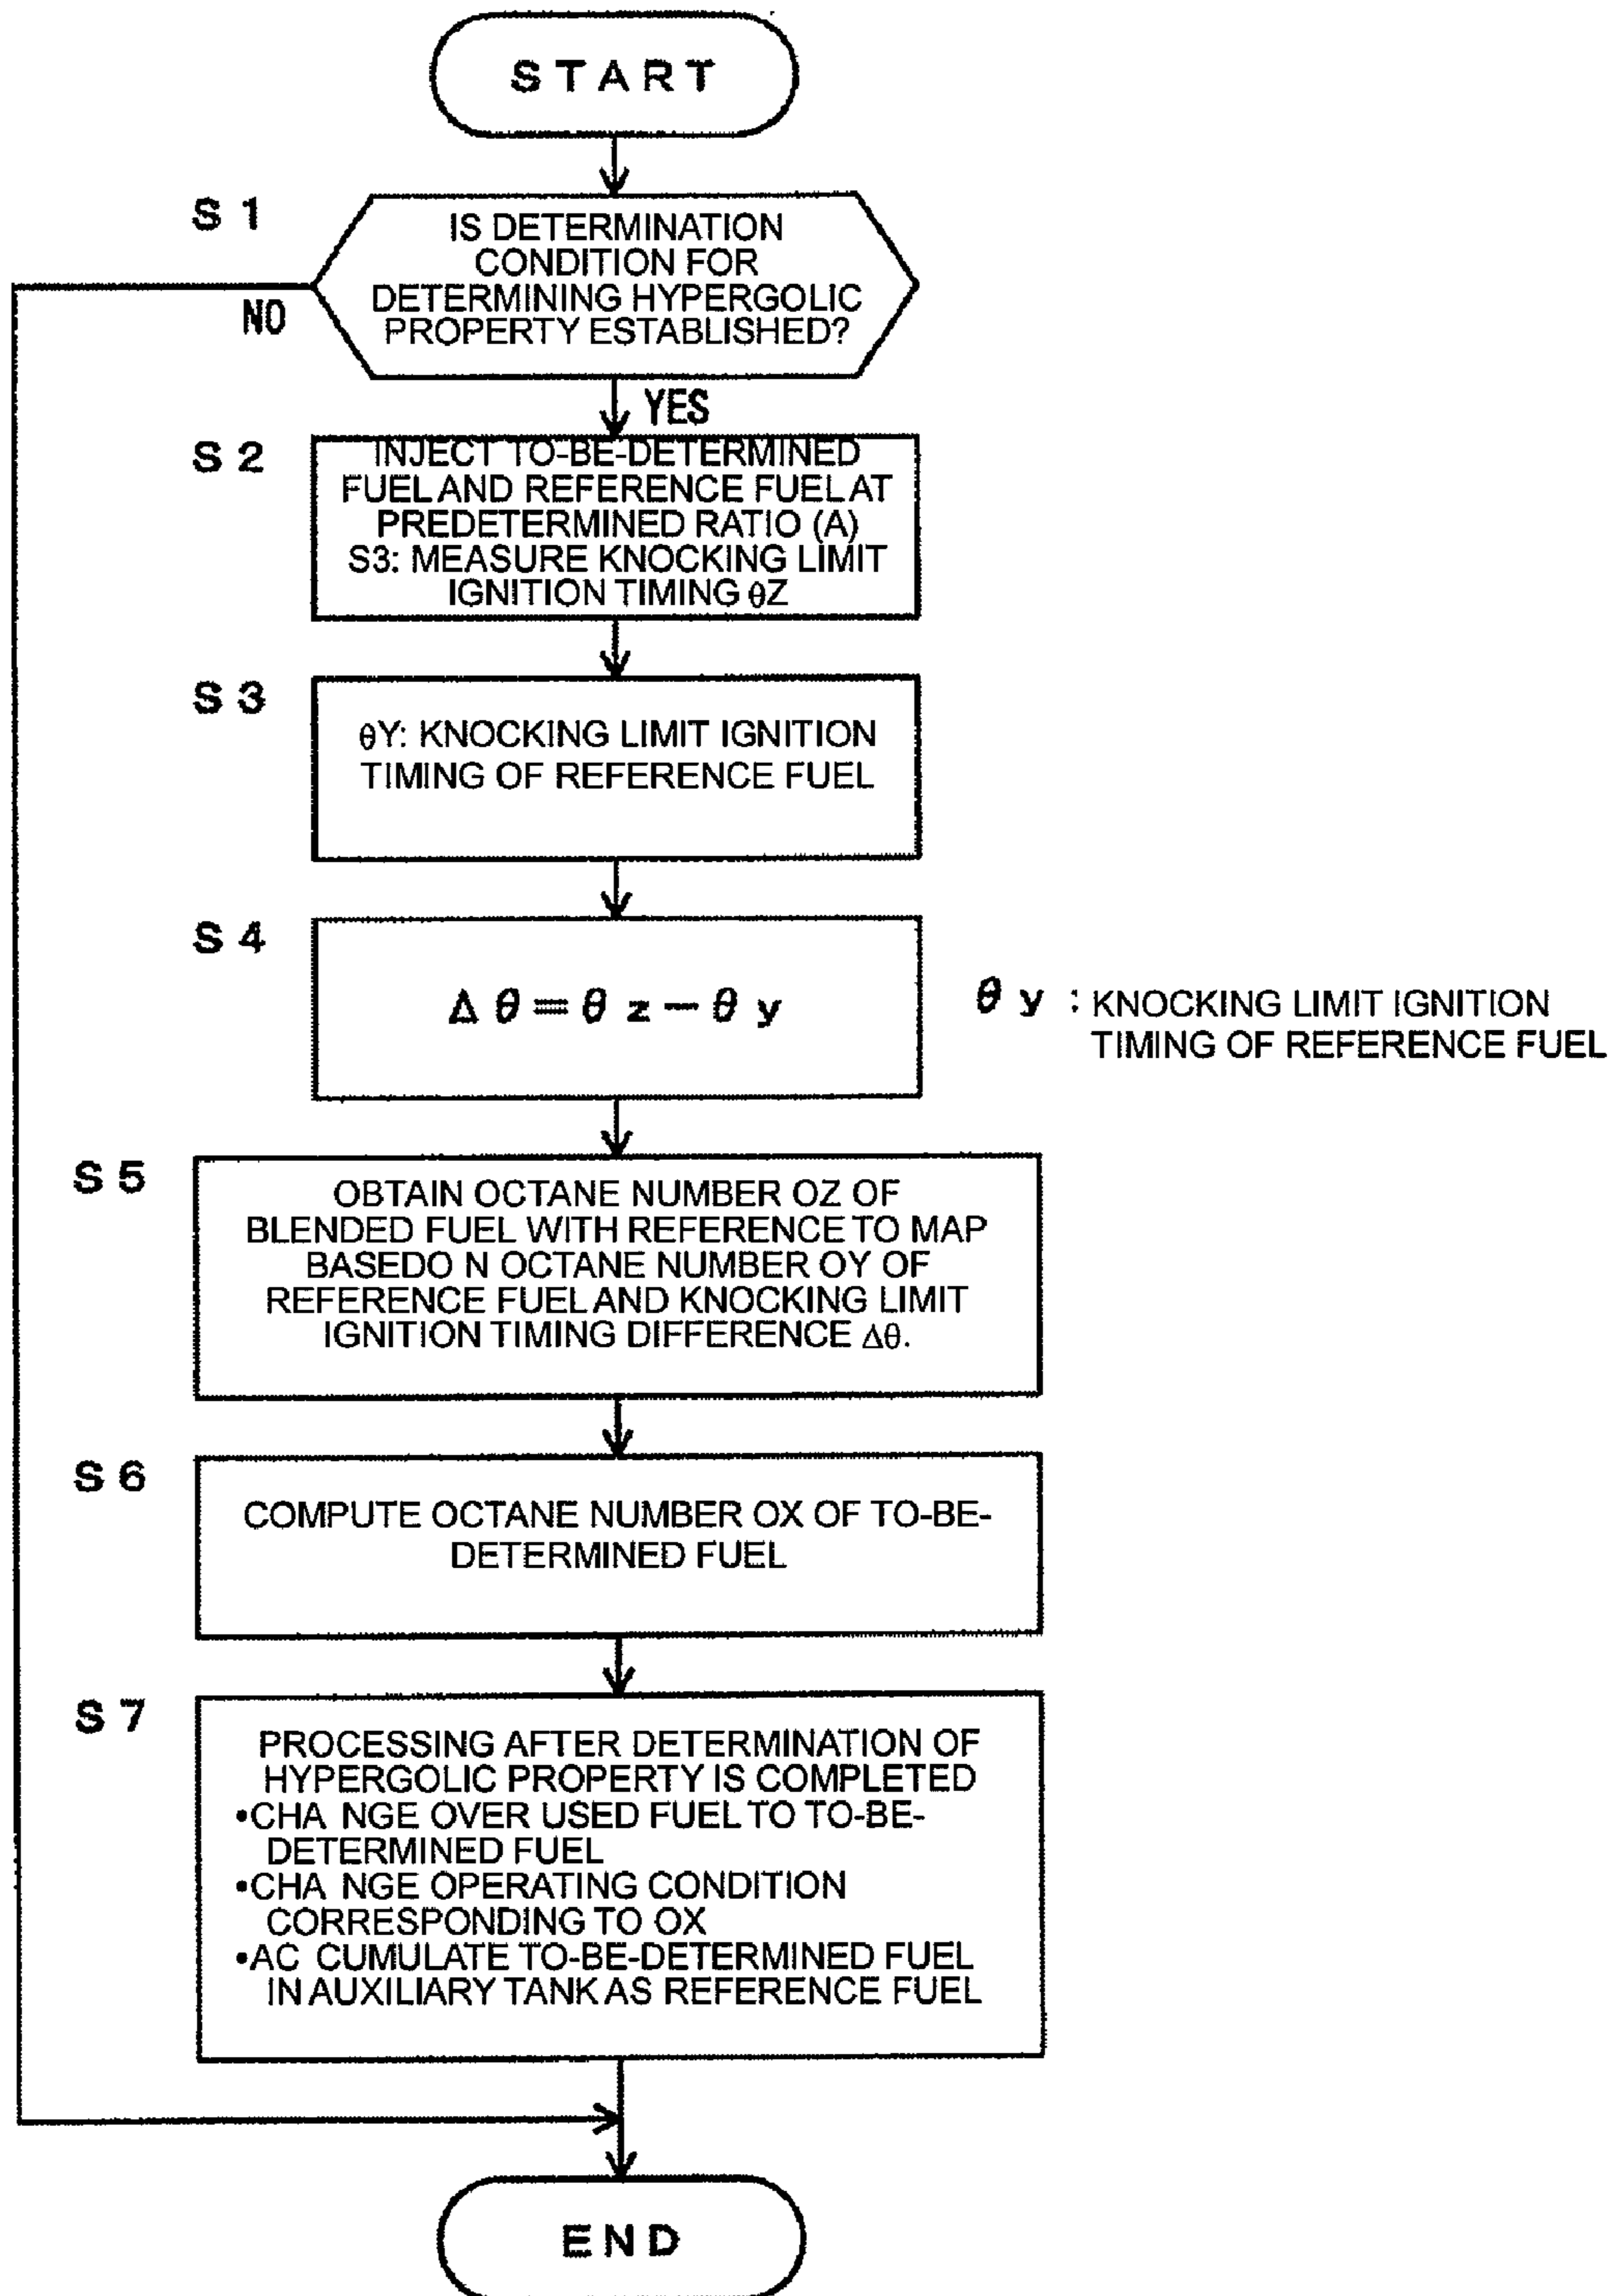 START
S 1
IS DETERMINATION
CONDITION FOR
DETERMINING HYPERGOLIC
PROPERTY ESTABLISHED?
NO
YES
S 2
INJECT TO-BE-DETERMINED
FUEL AND REFERENCE FUEL AT
PREDETERMINED RATIO (A)
S3: MEASURE KNOCKING LIMIT
IGNITION TIMING θZ
S 3
θY: KNOCKING LIMIT IGNITION
TIMING OF REFERENCE FUEL
S 4
Δ θ = θ z − θ y
θ y : KNOCKING LIMIT IGNITION
TIMING OF REFERENCE FUEL
S 5
OBTAIN OCTANE NUMBER OZ OF
BLENDED FUEL WITH REFERENCE TO MAP
BASEDO N OCTANE NUMBER OY OF
REFERENCE FUEL AND KNOCKING LIMIT
IGNITION TIMING DIFFERENCE Δθ.
S 6
COMPUTE OCTANE NUMBER OX OF TO-BE-
DETERMINED FUEL
S 7
PROCESSING AFTER DETERMINATION OF
HYPERGOLIC PROPERTY IS COMPLETED
•CHA NGE OVER USED FUEL TO TO-BE-
DETERMINED FUEL
•CHA NGE OPERATING CONDITION
CORRESPONDING TO OX
•AC CUMULATE TO-BE-DETERMINED FUEL
IN AUXILIARY TANK AS REFERENCE FUEL
END